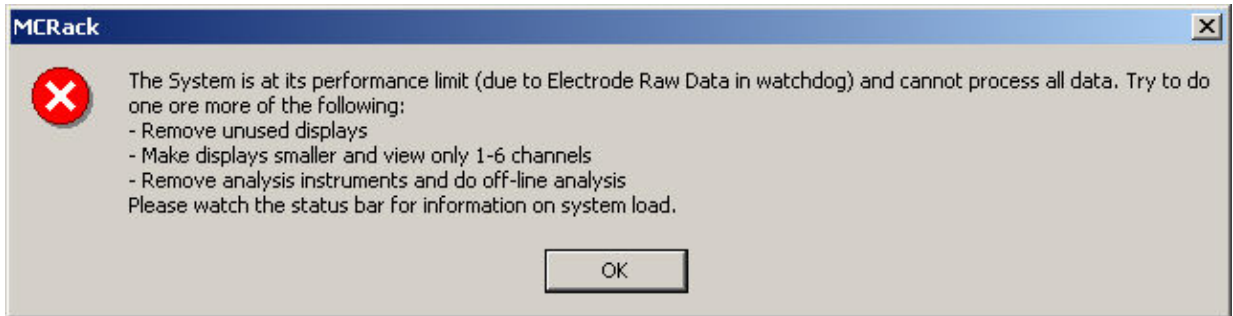 MCRack
The System is at its performance limit (due to Electrode Raw Data in watchdog) and cannot process all data. Try to do
one ore more of the following:
- Remove unused displays
- Make displays smaller and view only 1-6 channels
- Remove analysis instruments and do off-line analysis
Please watch the status bar for information on system load.
OK